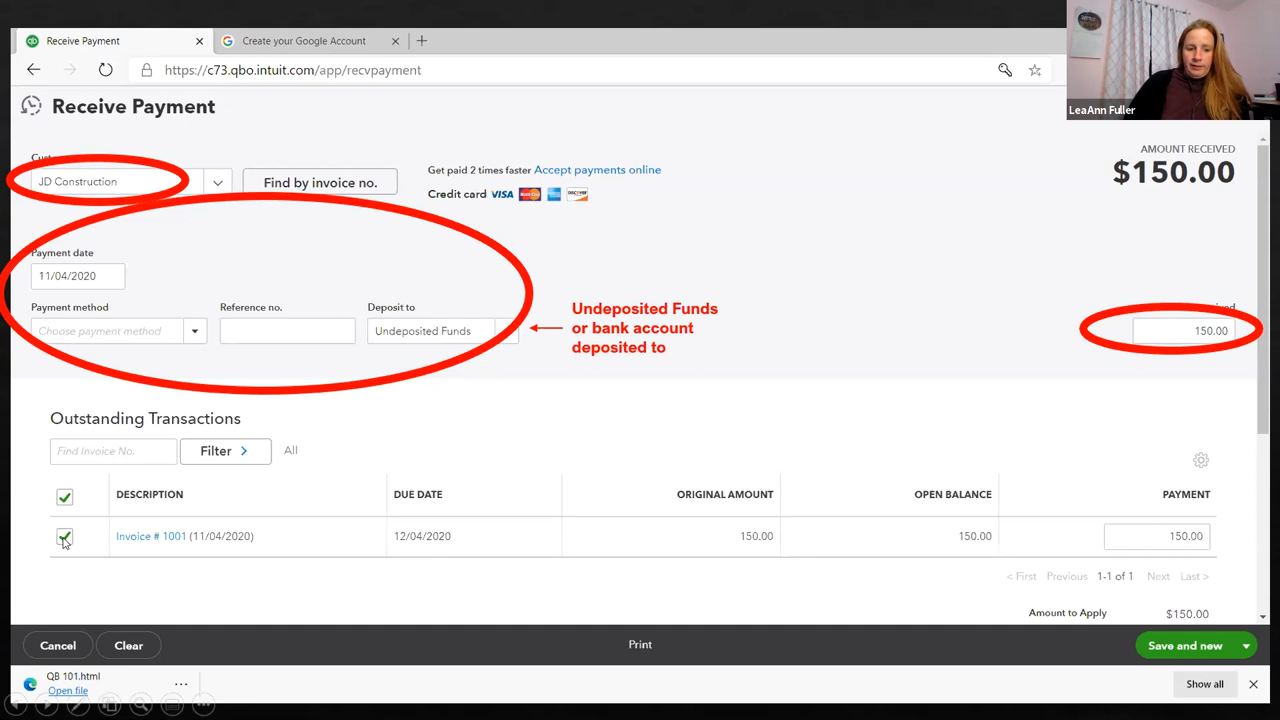 Receive Payment
Create your Google Account
https://c73.qbo.intuit.com/app/recvpayment
LeaAnn Fuller
Receive Payment
AMOUNT RECEIVED
$150.00
JD Construction
Find by invoice no.
Get paid 2 times faster Accept payments online
Credit card VISA
DISCOVER
Payment date
11/04/2020
Payment method
Reference no.
Deposit to
Choose payment method
Undeposited Funds
Undeposited Funds
or bank account
deposited to
150.00
Outstanding Transactions
Find Invoice No.
Filter >
All
DESCRIPTION
DUE DATE
ORIGINAL AMOUNT
OPEN BALANCE
PAYMENT
Invoice # 1001 (11/04/2020)
12/04/2020
150.00
150.00
150.00
< First Previous 1-1 of 1 Next Last >
Amount to Apply
$150.00
Cancel
Clear
Print
Save and new
QB 101.html
Open file
Show all